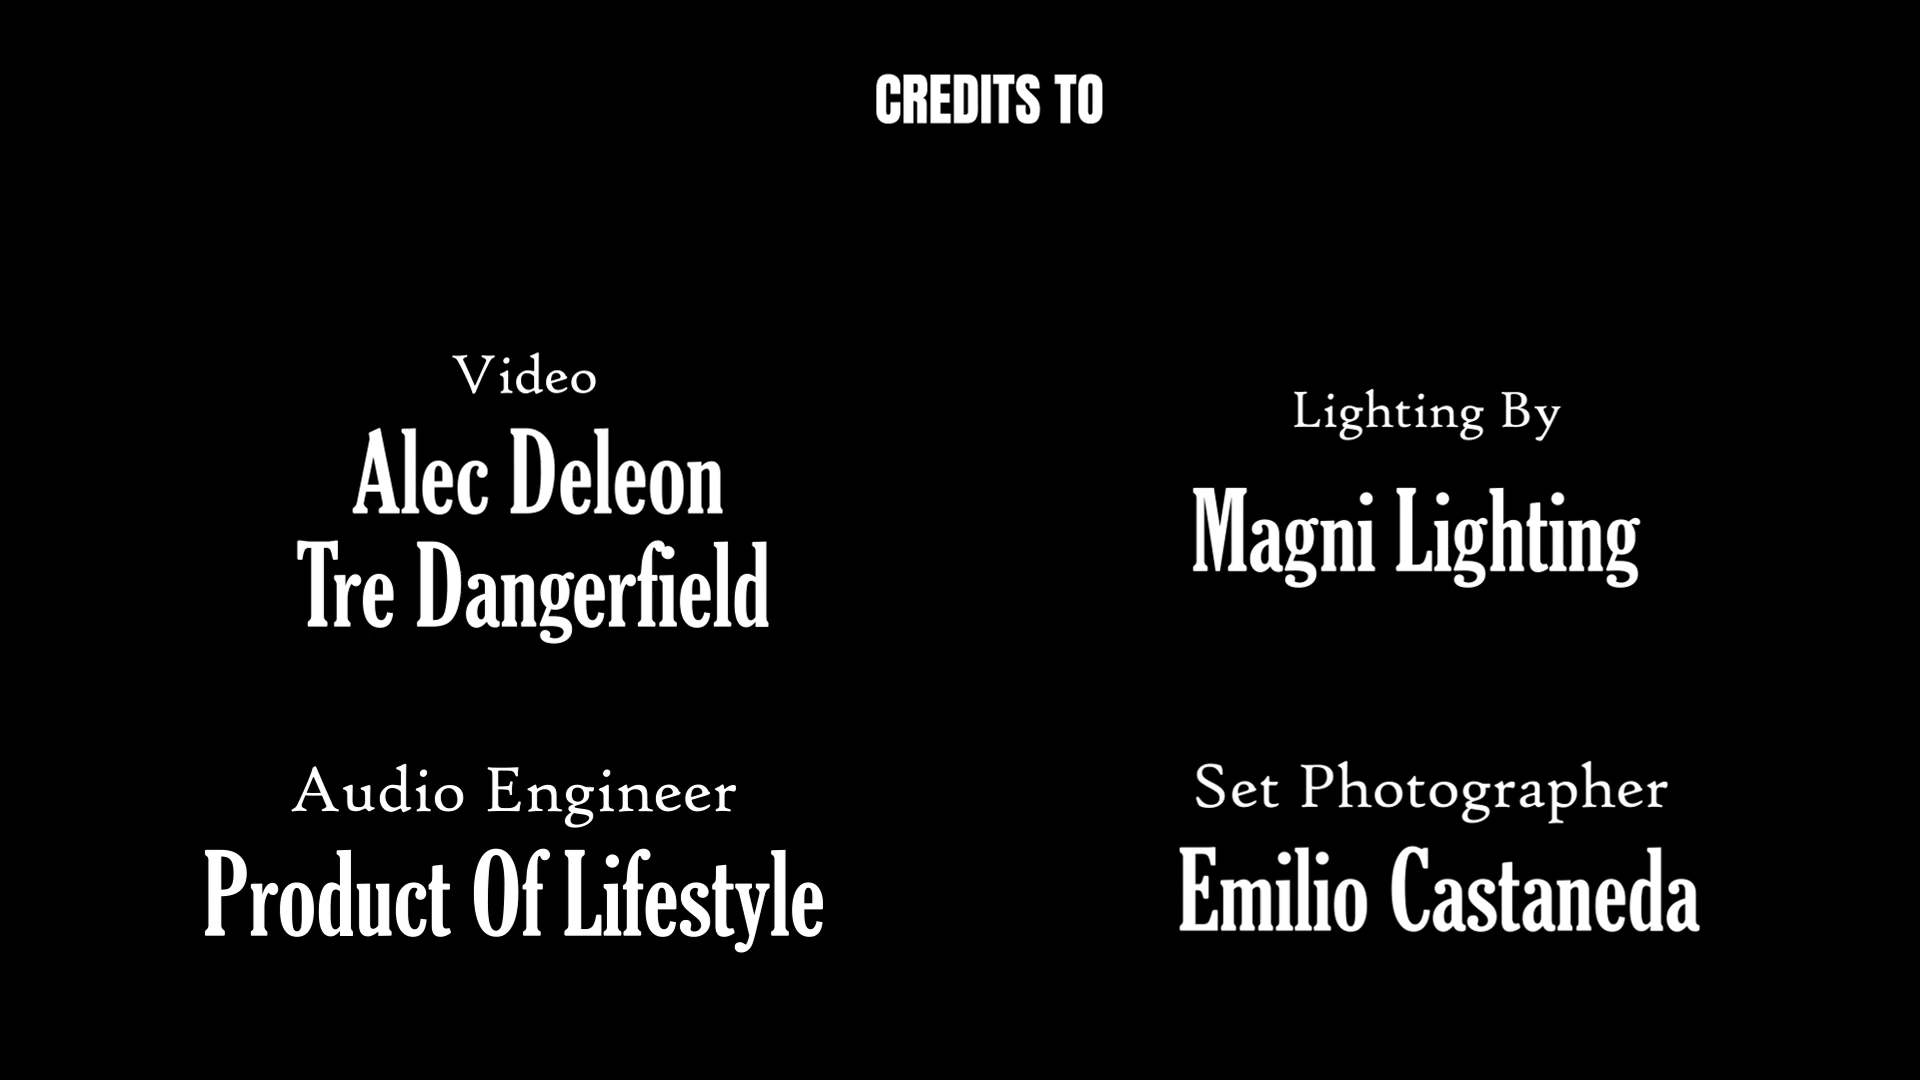 CREDITS TO
Video
Alec Deleon
Tre Dangerfield
Lighting By
Magni Lighting
Audio Engineer
Product Of Lifestyle
Set Photographer
Emilio Castaneda